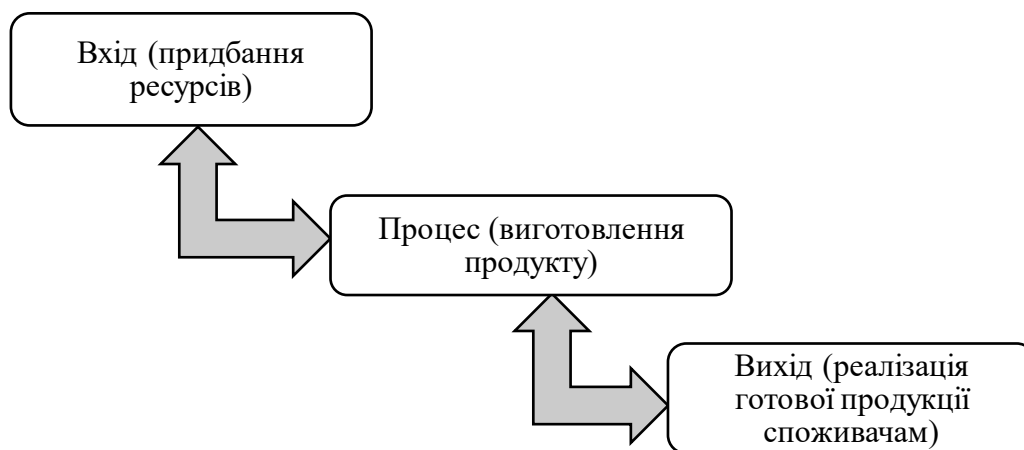 Вхід (придбання
ресурсів)
Процес (виготовлення
продукту)
Вихід (реалізація
готової продукції
споживачам)